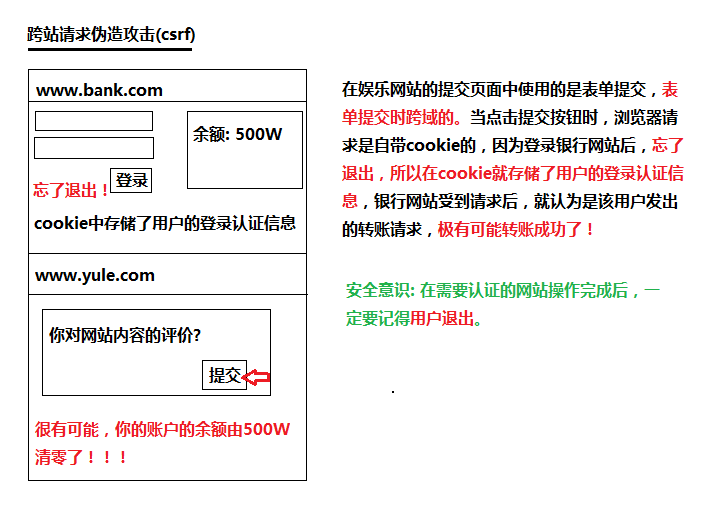 跨站请求伪造攻击(csrf)
www.bank.com
余额: 500W
登录
忘了退出！
cookie中存储了用户的登录认证信息
www.yule.com
你对网站内容的评价?
提交
很有可能，你的账户的余额由500W
清零了！！！
在娱乐网站的提交页面中使用的是表单提交，表
单提交时跨域的。当点击提交按钮时，浏览器请
求是自带cookie的，因为登录银行网站后，忘了
退出，所以在cookie就存储了用户的登录认证信
息，银行网站受到请求后，就认为是该用户发出
的转账请求，极有可能转账成功了！
安全意识: 在需要认证的网站操作完成后，一
定要记得用户退出。